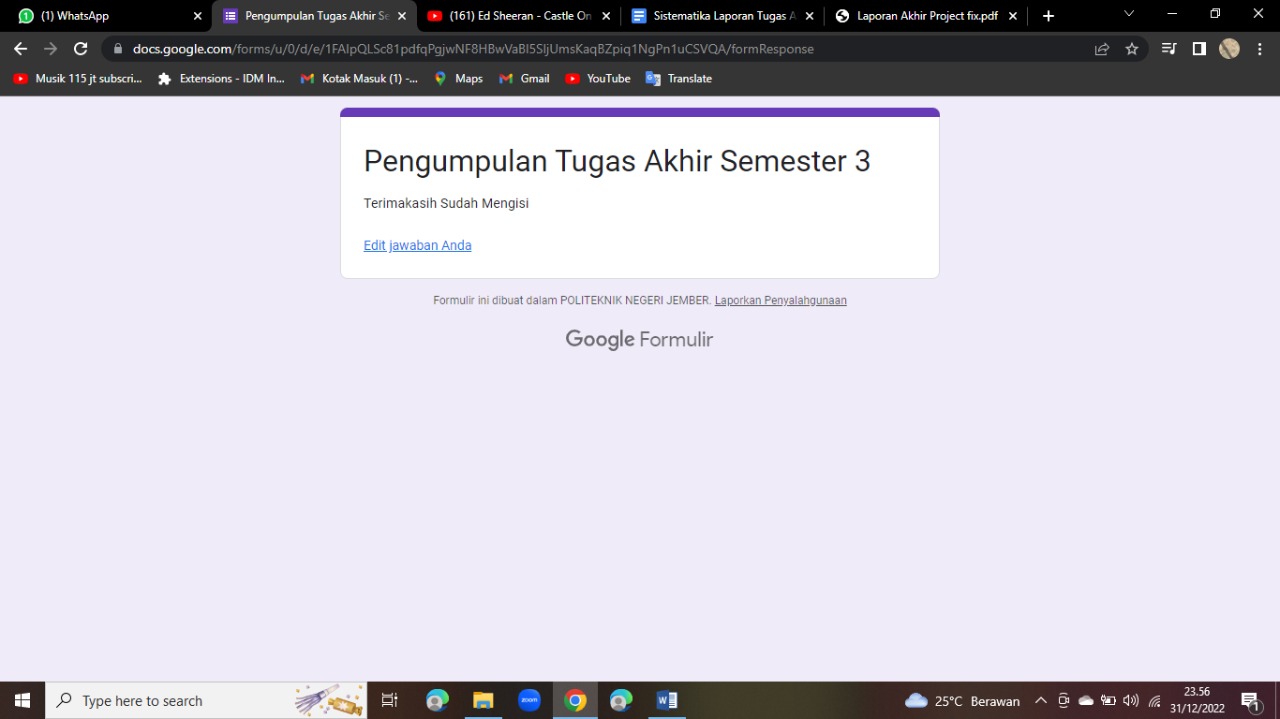 (1) WhatsApp
Pengumpulan Tugas Akhir Se
(161) Ed Sheeran - Castle On
Sistematika Laporan Tugas A
Laporan Akhir Project fix.pdf
docs.google.com/forms/u/0/d/e/1FAIpQLSc81pdfqPgjwNF8HBwVaBI5SIjUmsKaqBZpiq1NgPn1uCSVQA/formResponse
Musik 115 jt subscri...
Extensions - IDM In...
Kotak Masuk (1) -...
Maps
Gmail
YouTube
Translate
Pengumpulan Tugas Akhir Semester 3
Terimakasih Sudah Mengisi
Edit jawaban Anda
Formulir ini dibuat dalam POLITEKNIK NEGERI JEMBER. Laporkan Penyalahgunaan
Google Formulir
Type here to search
zoom
25°C Berawan
23.56
31/12/2022
1